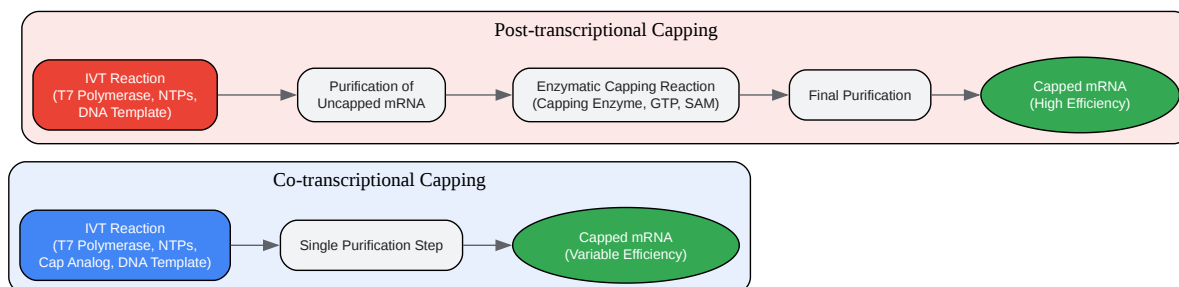 Post-transcriptional Capping
IVT Reaction
(T7 Polymerase, NTPs,
DNA Template)
Purification of
Uncapped mRNA
Enzymatic Capping Reaction
(Capping Enzyme, GTP, SAM)
Final Purification
Capped mRNA
(High Efficiency)
Co-transcriptional Capping
IVT Reaction
(T7 Polymerase, NTPs,
Cap Analog, DNA Template)
Single Purification Step
Capped mRNA
(Variable Efficiency)